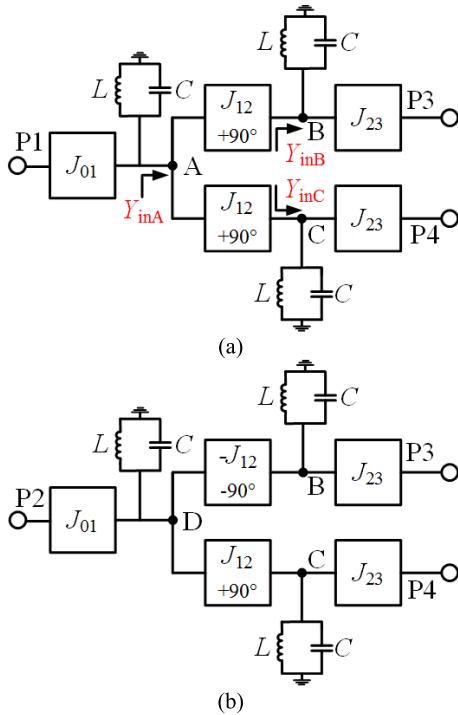 L C
L C
J12
+90°
P3
J23
B
YinB
P1
J01
A
YinA
YinC
J12
+90°
C
J23
P4
L C
(a)
L C
L C
-J12
-90°
P3
J23
B
P2
J01
D
J12
+90°
C
J23
P4
L C
(b)